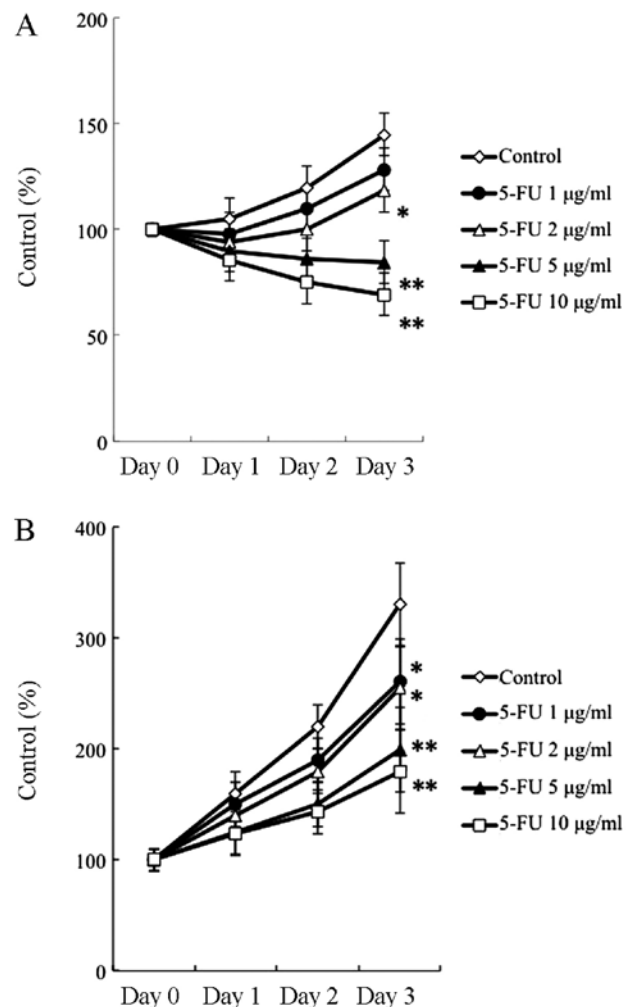 A
200
150
100
50
0
Control (%)
Day 0 Day 1 Day 2 Day 3
*
**
**
Control
5-FU 1 µg/ml
5-FU 2 µg/ml
5-FU 5 µg/ml
5-FU 10 µg/ml
B
400
300
200
100
0
Control (%)
Day 0 Day 1 Day 2 Day 3
*
*
**
**
Control
5-FU 1 µg/ml
5-FU 2 µg/ml
5-FU 5 µg/ml
5-FU 10 µg/ml